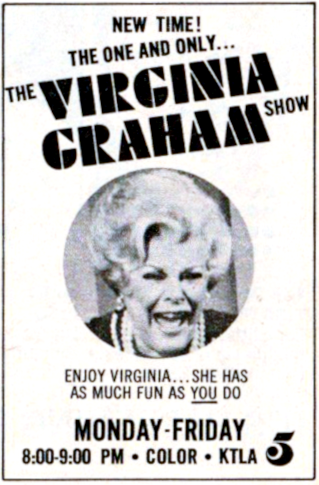 NEW TIME!
THE ONE AND ONLY...
THE VIRGINIA
GRAHAM SHOW
ENJOY VIRGINIA...SHE HAS
AS MUCH FUN AS YOU DO
MONDAY-FRIDAY
8:00-9:00 PM • COLOR • KTLA 5